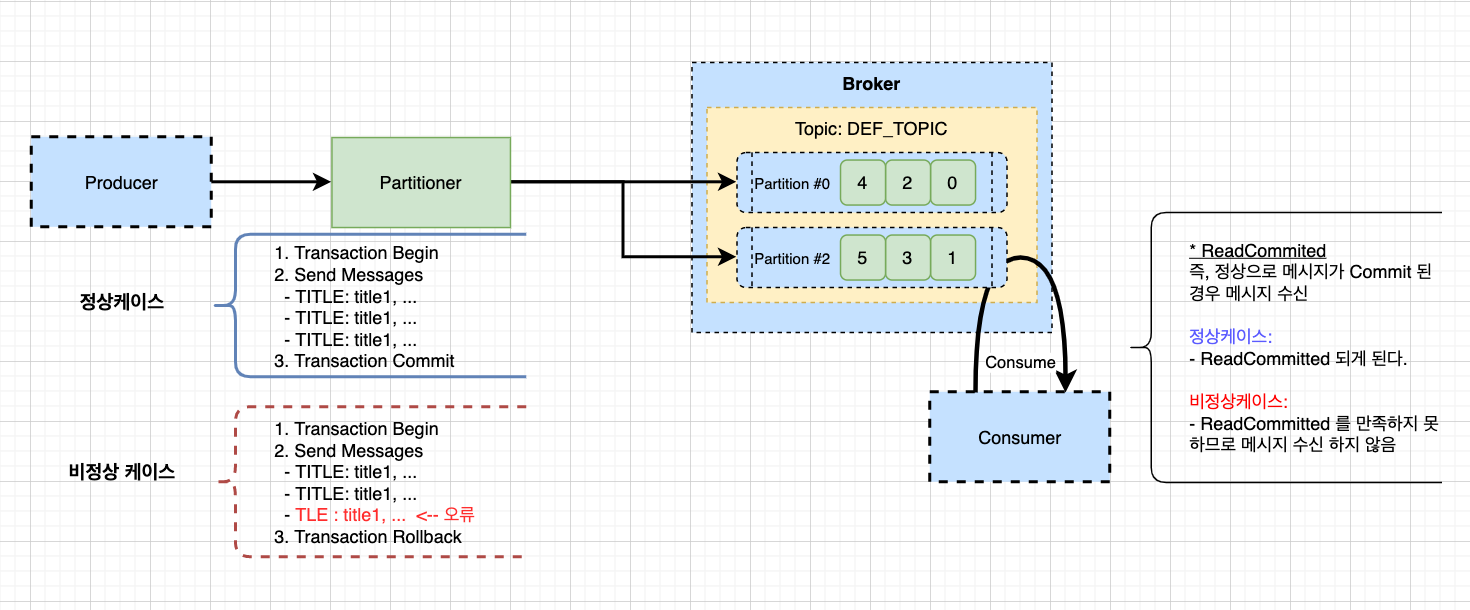 Broker
Topic: DEF_TOPIC
Producer
Partitioner
Partition #0 4 2 0
Partition #2 5 3 1
정상케이스
1. Transaction Begin
2. Send Messages
- TITLE: title1, ...
- TITLE: title1, ...
- TITLE: title1, ...
3. Transaction Commit
비정상 케이스
1. Transaction Begin
2. Send Messages
- TITLE: title1, ...
- TITLE: title1, ...
- TLE : title1, ... <-- 오류
3. Transaction Rollback
Consume
Consumer
* ReadCommited
즉, 정상으로 메시지가 Commit 된
경우 메시지 수신
정상케이스:
- ReadCommitted 되게 된다.
비정상케이스:
- ReadCommitted 를 만족하지 못
하므로 메시지 수신 하지 않음